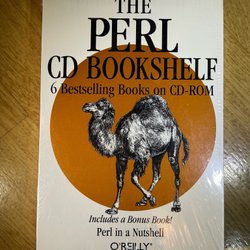 THE
PERL
CD BOOKSHELF
6 Bestselling Books on CD-ROM
Includes a Bonus Book!
Perl in a Nutshell
O'REILLY®